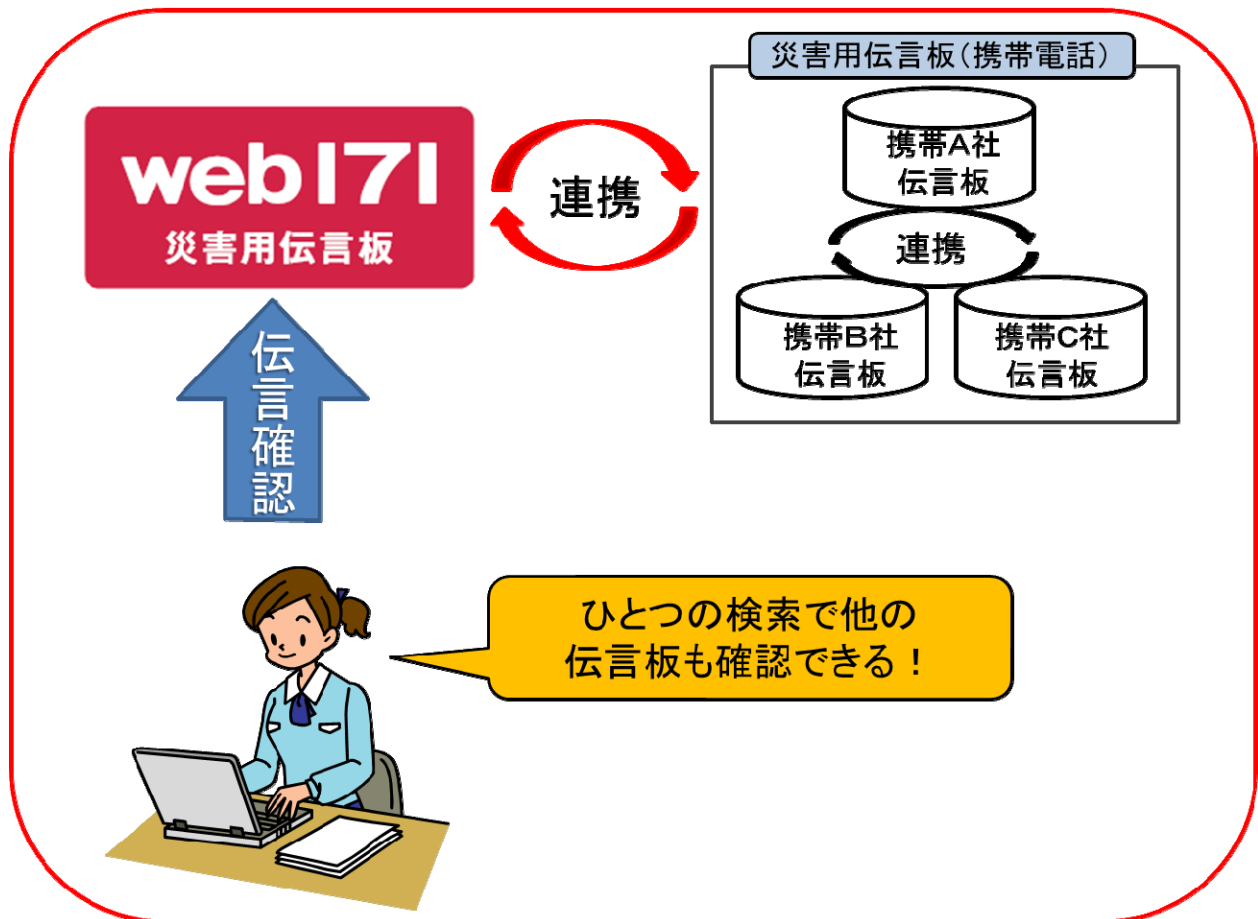 災害用伝言板(携帯電話)
web171
災害用伝言板
連携
携帯A社
伝言板
連携
携帯B社
伝言板
携帯C社
伝言板
伝言確認
ひとつの検索で他の
伝言板も確認できる!